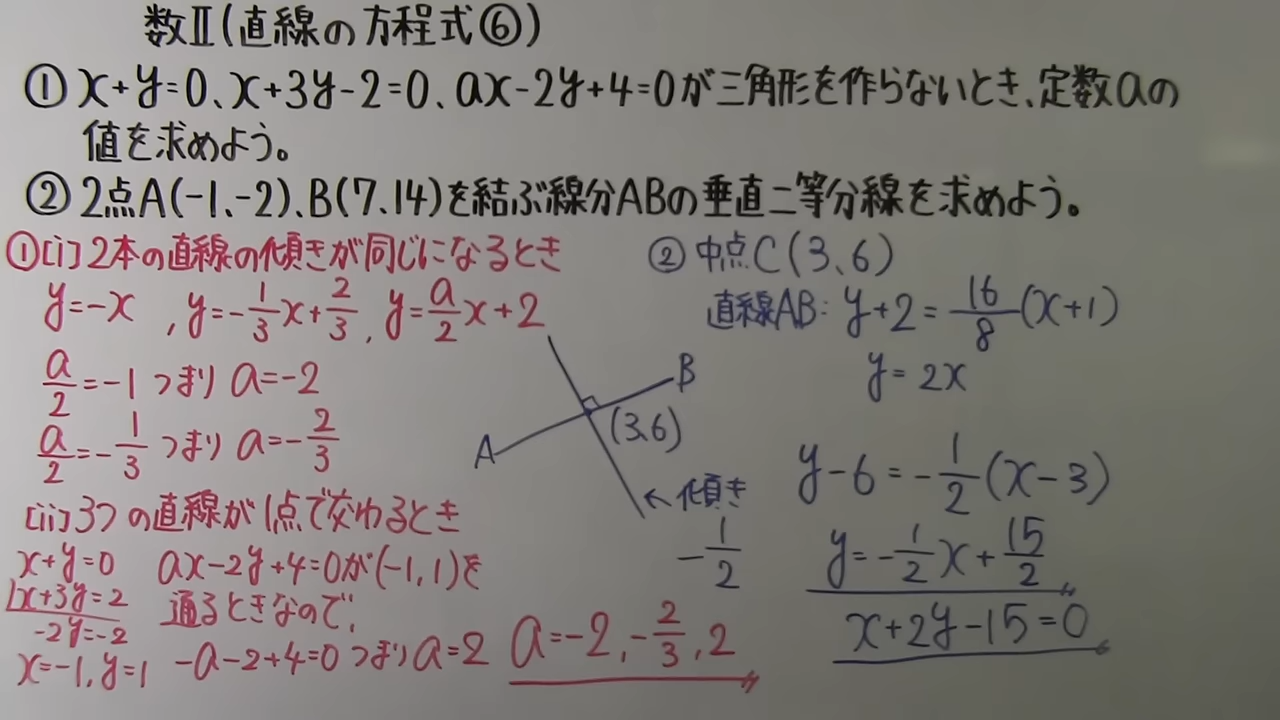 数Ⅱ(直線の方程式⑥)
① x+y=0、x+3y-2=0、ax-2y+4=0が三角形を作らないとき、定数aの
値を求めよう。
② 2点A(-1、-2)、B(7、14)を結ぶ線分ABの垂直二等分線を求めよう。
①[i]2本の直線の傾きが同じになるとき
y=-x , y=-1/3x+2/3 , y=a/2x+2
a/2=-1 つまり a=-2
a/2=-1/3 つまり a=-2/3
[ii]3つの直線が1点で交わるとき
x+y=0
-)x+3y=2
-2y=-2
x=-1, y=1
ax-2y+4=0が(-1,1)を
通るときなので、
-a-2+4=0 つまりa=2
a=-2,-2/3,2
② 中点C(3、6)
直線AB: y+2=16/8(x+1)
y=2x
A
B
(3,6)
←傾き
-1/2
y-6=-1/2(x-3)
y=-1/2x+15/2
x+2y-15=0